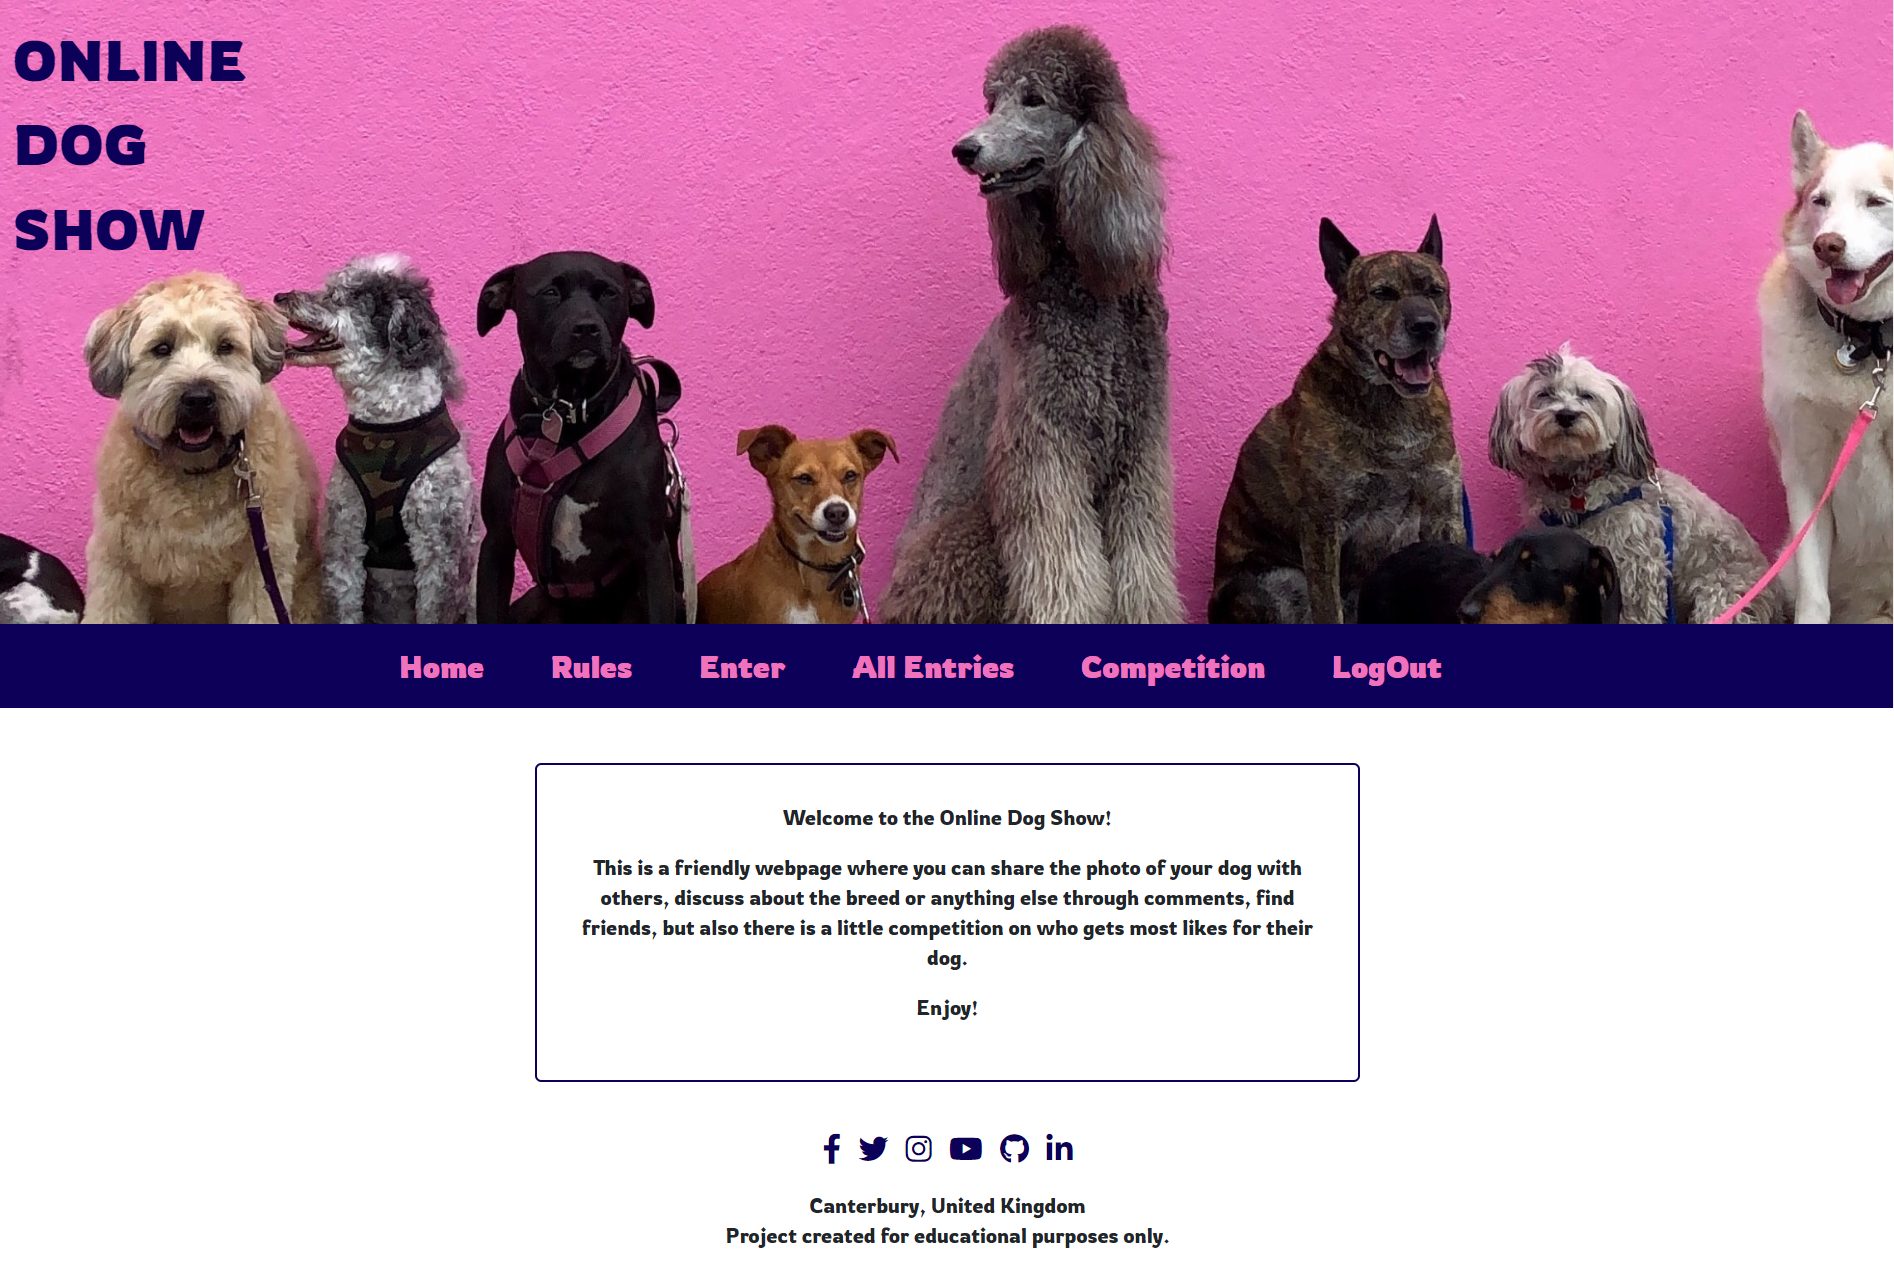 ONLINE
DOG
SHOW
Home Rules Enter All Entries Competition LogOut
Welcome to the Online Dog Show!
This is a friendly webpage where you can share the photo of your dog with
others, discuss about the breed or anything else through comments, find
friends, but also there is a little competition on who gets most likes for their
dog.
Enjoy!
Canterbury, United Kingdom
Project created for educational purposes only.